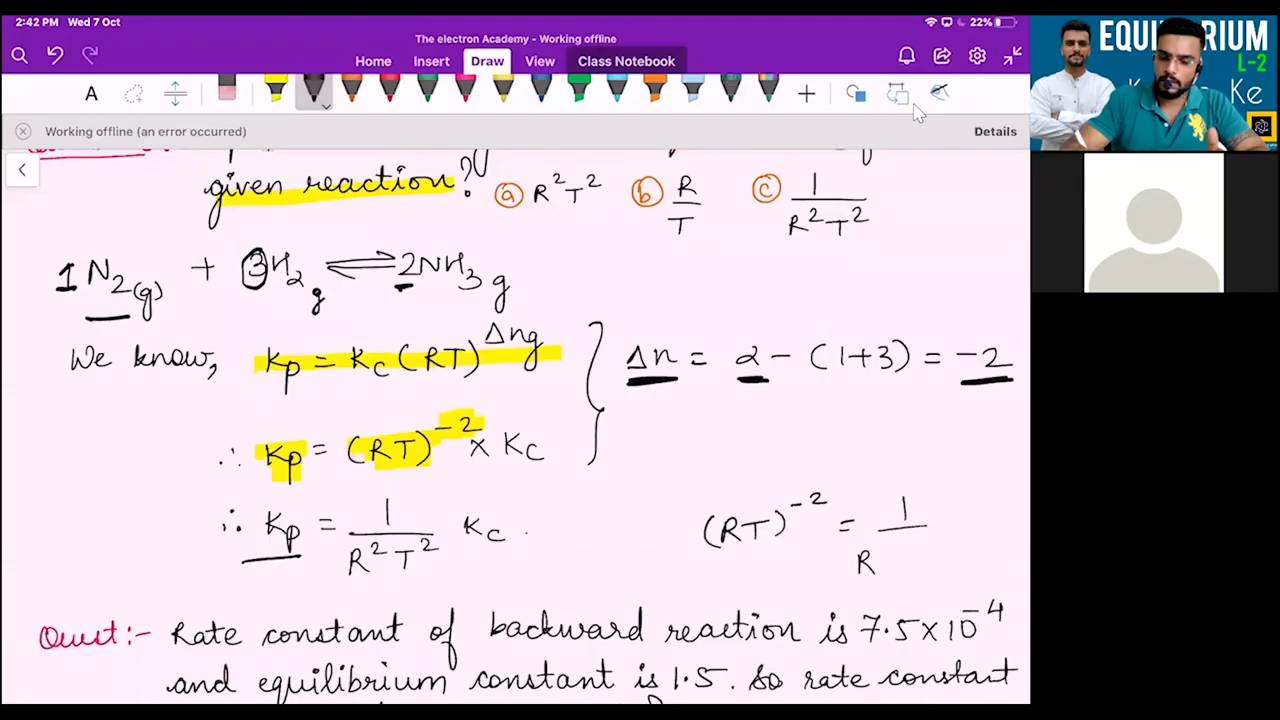 2:42 PM Wed 7 Oct
22%
The electron Academy - Working offline
Home Insert Draw View Class Notebook
A
Working offline (an error occurred)
Details
EQUILIBRIUM
L-2
K Ke
given reaction?
ⓐ R²T² ⓑ R/T ⓒ 1/R²T²
1N₂(g) + 3H₂ g ⇌ 2NH₃ g
We know, Kp = Kc (RT)^Δng
Δn = 2 - (1+3) = -2
∴ Kp = (RT)⁻² × Kc
∴ Kp = 1/R²T² Kc
(RT)⁻² = 1/R
Quest:- Rate constant of backward reaction is 7.5×10⁻⁴
and equilibrium constant is 1.5. So rate constant